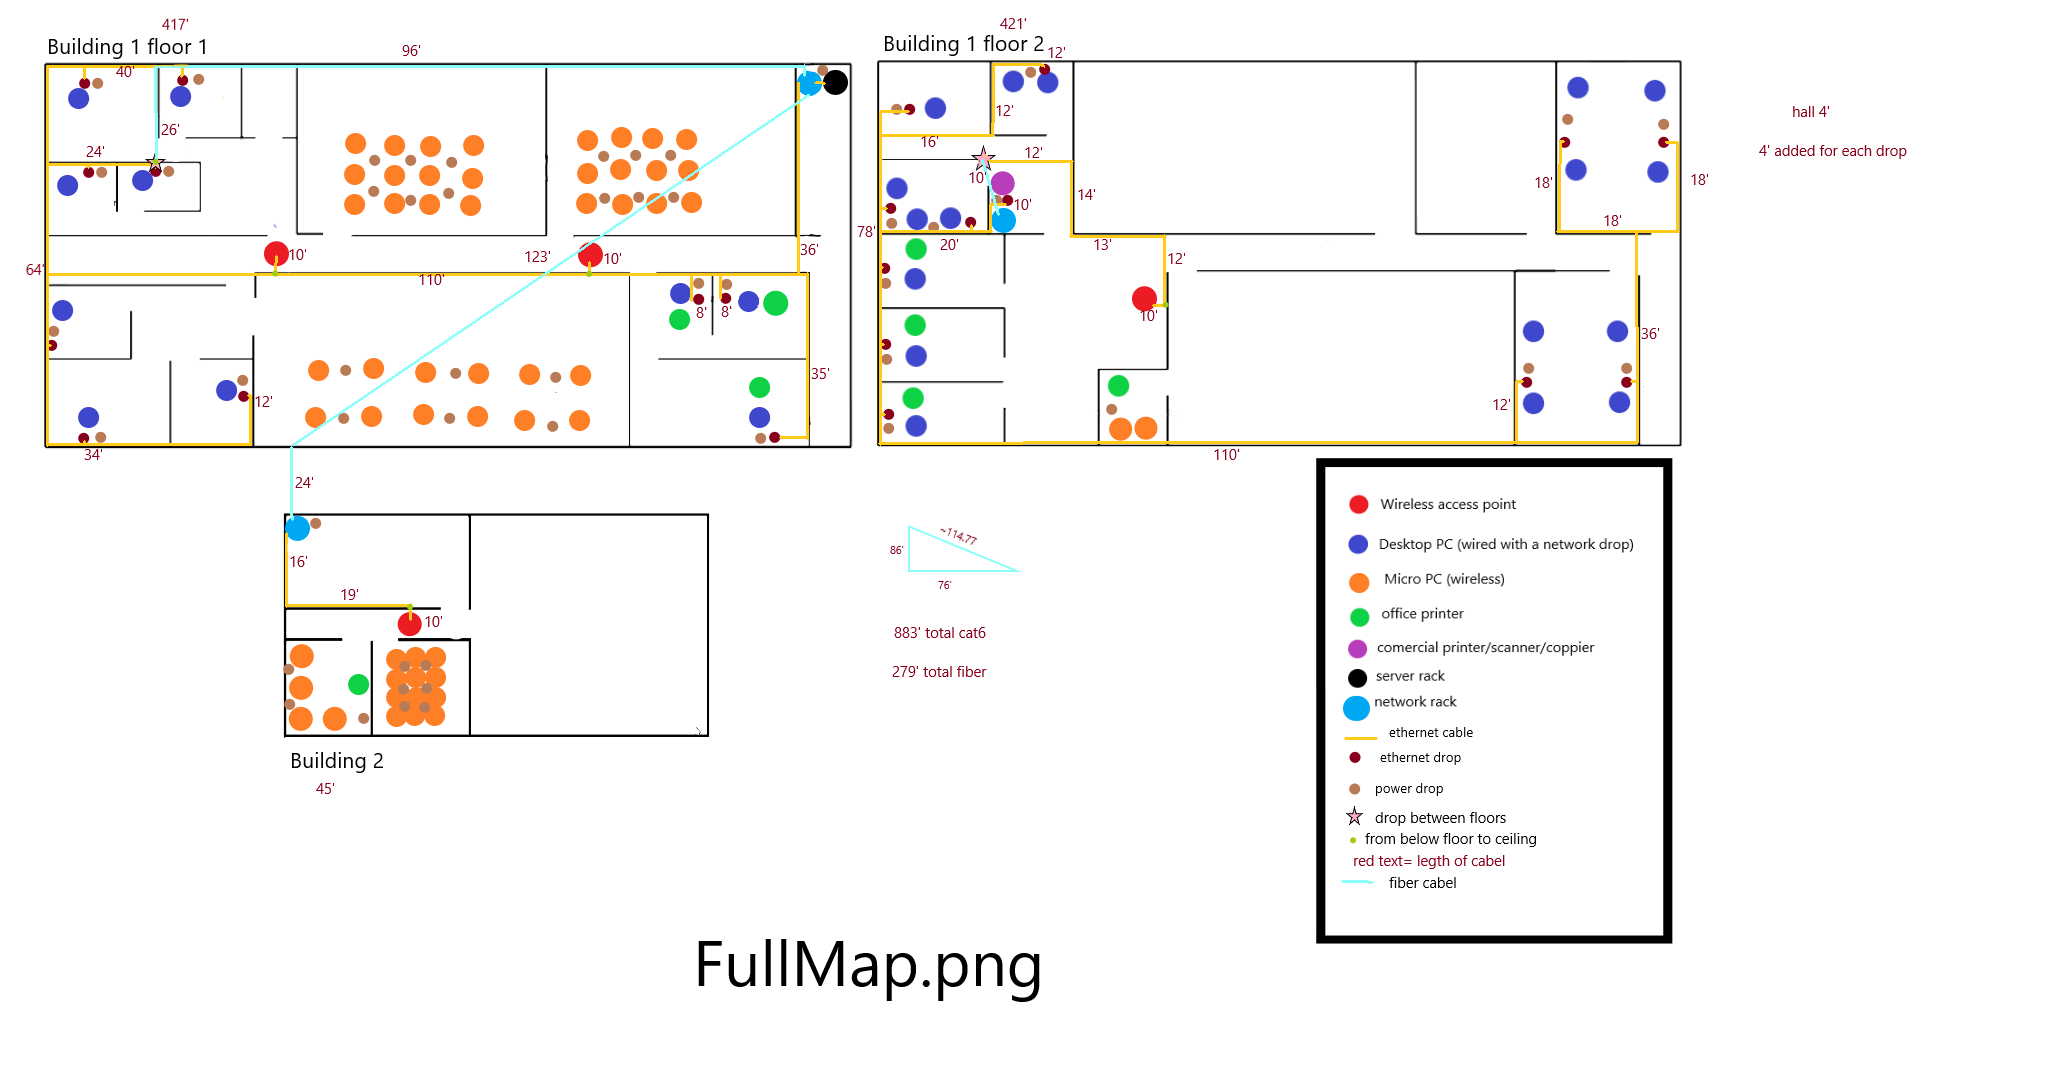 417'
Building 1 floor 1
96'
40'
26'
24'
10'
10'
123'
36'
64'
110'
8'
8'
35'
12'
34'
24'
16'
19'
10'
Building 2
45'
421'
Building 1 floor 2
12'
12'
16'
12'
10'
14'
10'
78'
20'
13'
12'
10'
18'
18'
18'
36'
12'
110'
hall 4'
4' added for each drop
86'
~114.77
76'
883' total cat6
279' total fiber
Wireless access point
Desktop PC (wired with a network drop)
Micro PC (wireless)
office printer
comercial printer/scanner/coppier
server rack
network rack
ethernet cable
ethernet drop
power drop
drop between floors
from below floor to ceiling
red text= legth of cabel
fiber cabel
FullMap.png